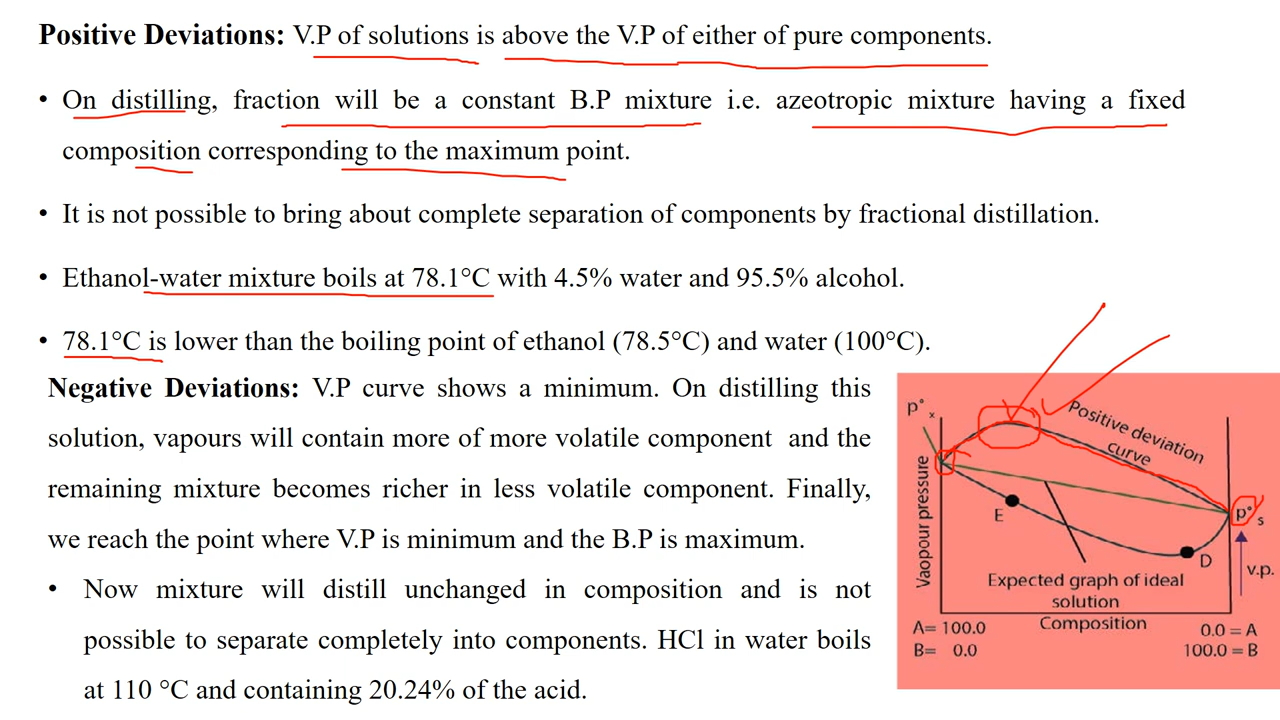 Positive Deviations: V.P of solutions is above the V.P of either of pure components.
• On distilling, fraction will be a constant B.P mixture i.e. azeotropic mixture having a fixed
composition corresponding to the maximum point.
• It is not possible to bring about complete separation of components by fractional distillation.
• Ethanol-water mixture boils at 78.1°C with 4.5% water and 95.5% alcohol.
• 78.1°C is lower than the boiling point of ethanol (78.5°C) and water (100°C).
Negative Deviations: V.P curve shows a minimum. On distilling this
solution, vapours will contain more of more volatile component and the
remaining mixture becomes richer in less volatile component. Finally,
we reach the point where V.P is minimum and the B.P is maximum.
• Now mixture will distill unchanged in composition and is not
possible to separate completely into components. HCl in water boils
at 110 °C and containing 20.24% of the acid.
p°x
Positive deviation
curve
Vaopour pressure
E
p°s
D
v.p.
Expected graph of ideal
solution
Composition
A= 100.0
B= 0.0
0.0 = A
100.0 = B